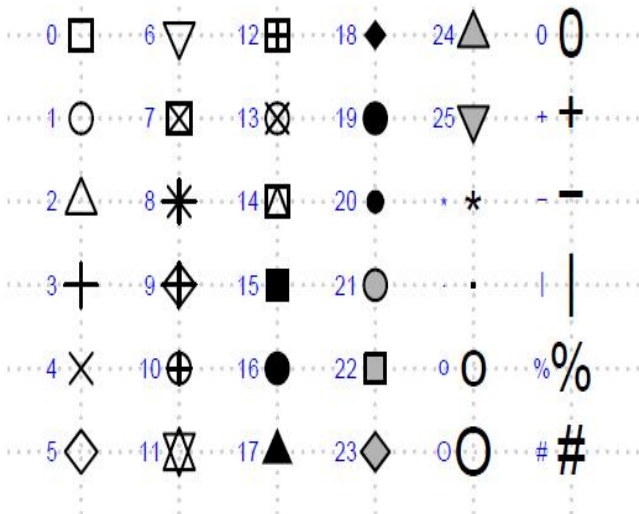 0 6 12 18 24 0 0
1 7 13 19 25 + +
2 8 14 20 * * - -
3 9 15 21 . . | |
4 10 16 22 o o % %
5 11 17 23 O O # #